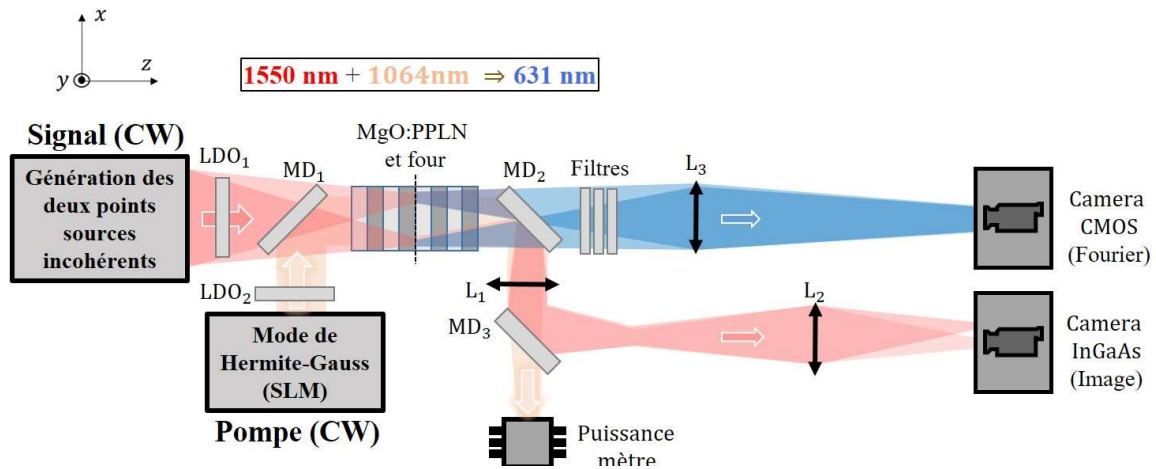 x
y
z
1550 nm + 1064nm ⇒ 631 nm
Signal (CW)
Génération des
deux points
sources
incohérents
LDO₁
MD₁
MgO:PPLN
et four
MD₂
Filtres
L₃
Camera
CMOS
(Fourier)
LDO₂
Mode de
Hermite-Gauss
(SLM)
Pompe (CW)
L₁
MD₃
L₂
Camera
InGaAs
(Image)
Puissance
mètre